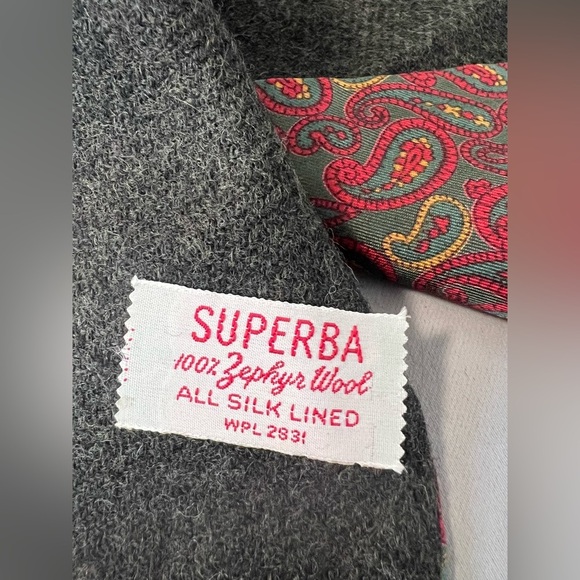 SUPERBA
100% Zephyr Wool
ALL SILK LINED
WPL 2831